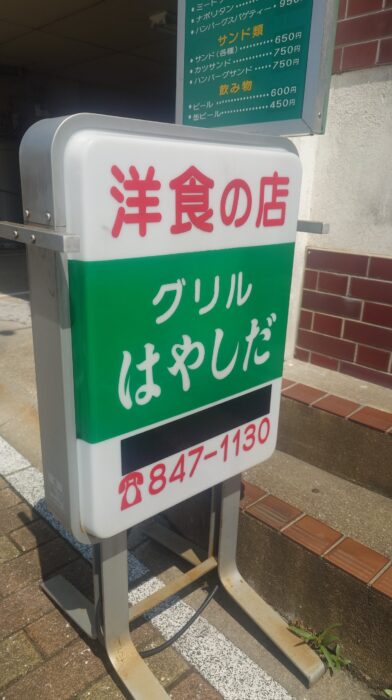 ・ナポリタン
・ハンバーグスパゲティー・950
サンド類
・サンド(各種)・・・・・・650円
・カツサンド・・・・・・750円
・ハンバーグサンド・・・・・750円
飲み物
・ビール・・・・・・・・・・600円
・缶ビール・・・・・・・・450円
洋食の店
グリル
はやしだ
☎847-1130